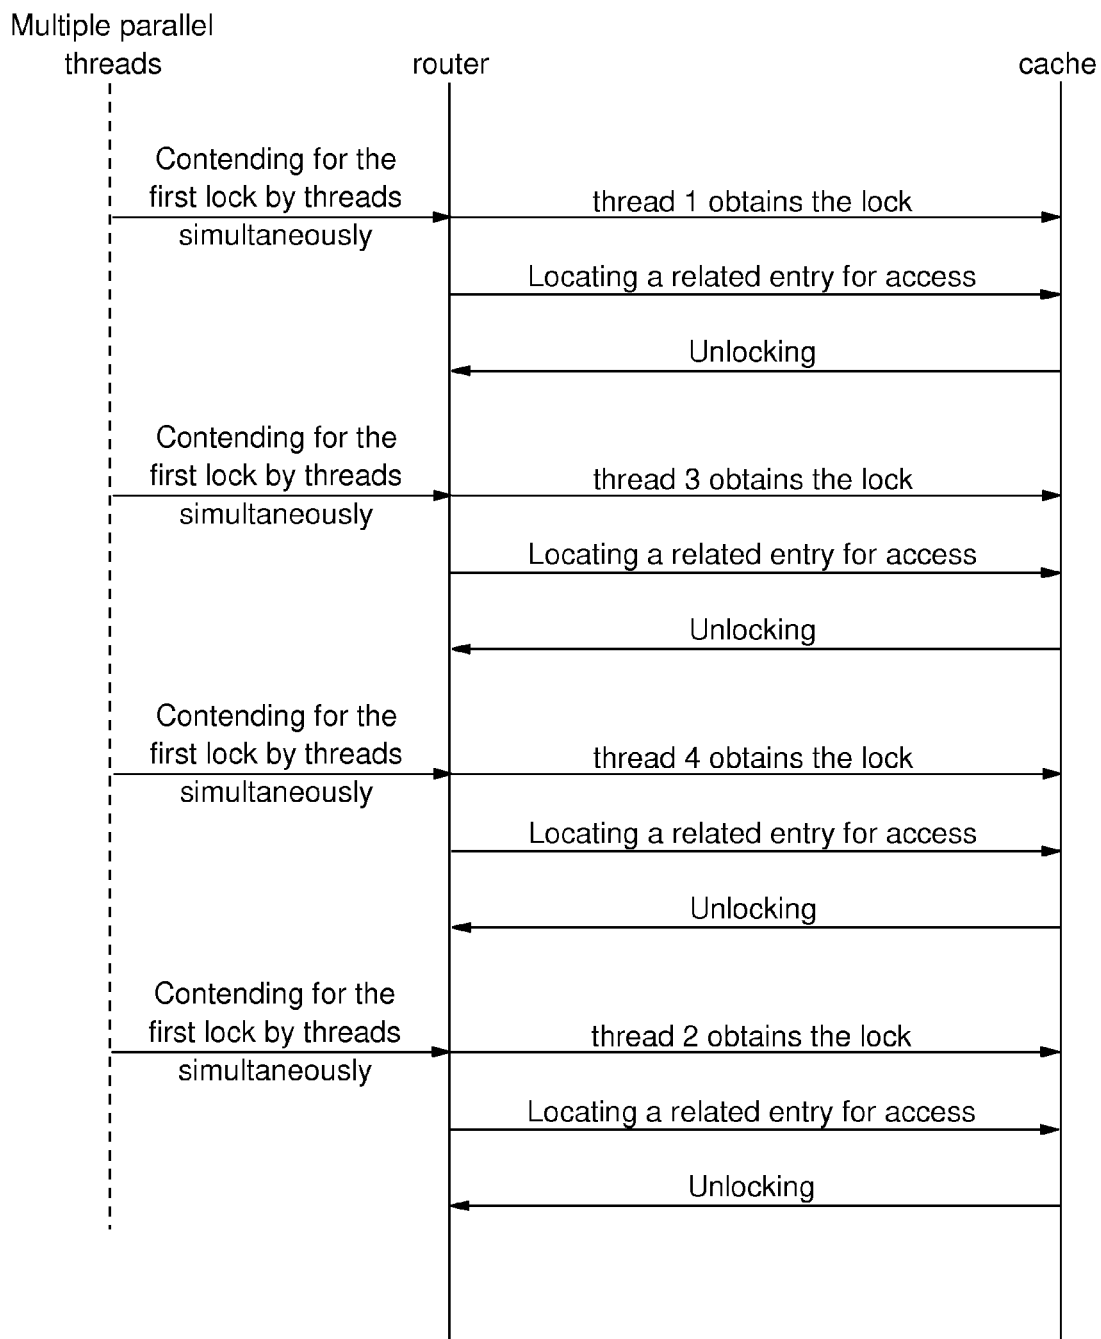 Multiple parallel
threads
router
cache
Contending for the
first lock by threads
simultaneously
thread 1 obtains the lock
Locating a related entry for access
Unlocking
Contending for the
first lock by threads
simultaneously
thread 3 obtains the lock
Locating a related entry for access
Unlocking
Contending for the
first lock by threads
simultaneously
thread 4 obtains the lock
Locating a related entry for access
Unlocking
Contending for the
first lock by threads
simultaneously
thread 2 obtains the lock
Locating a related entry for access
Unlocking